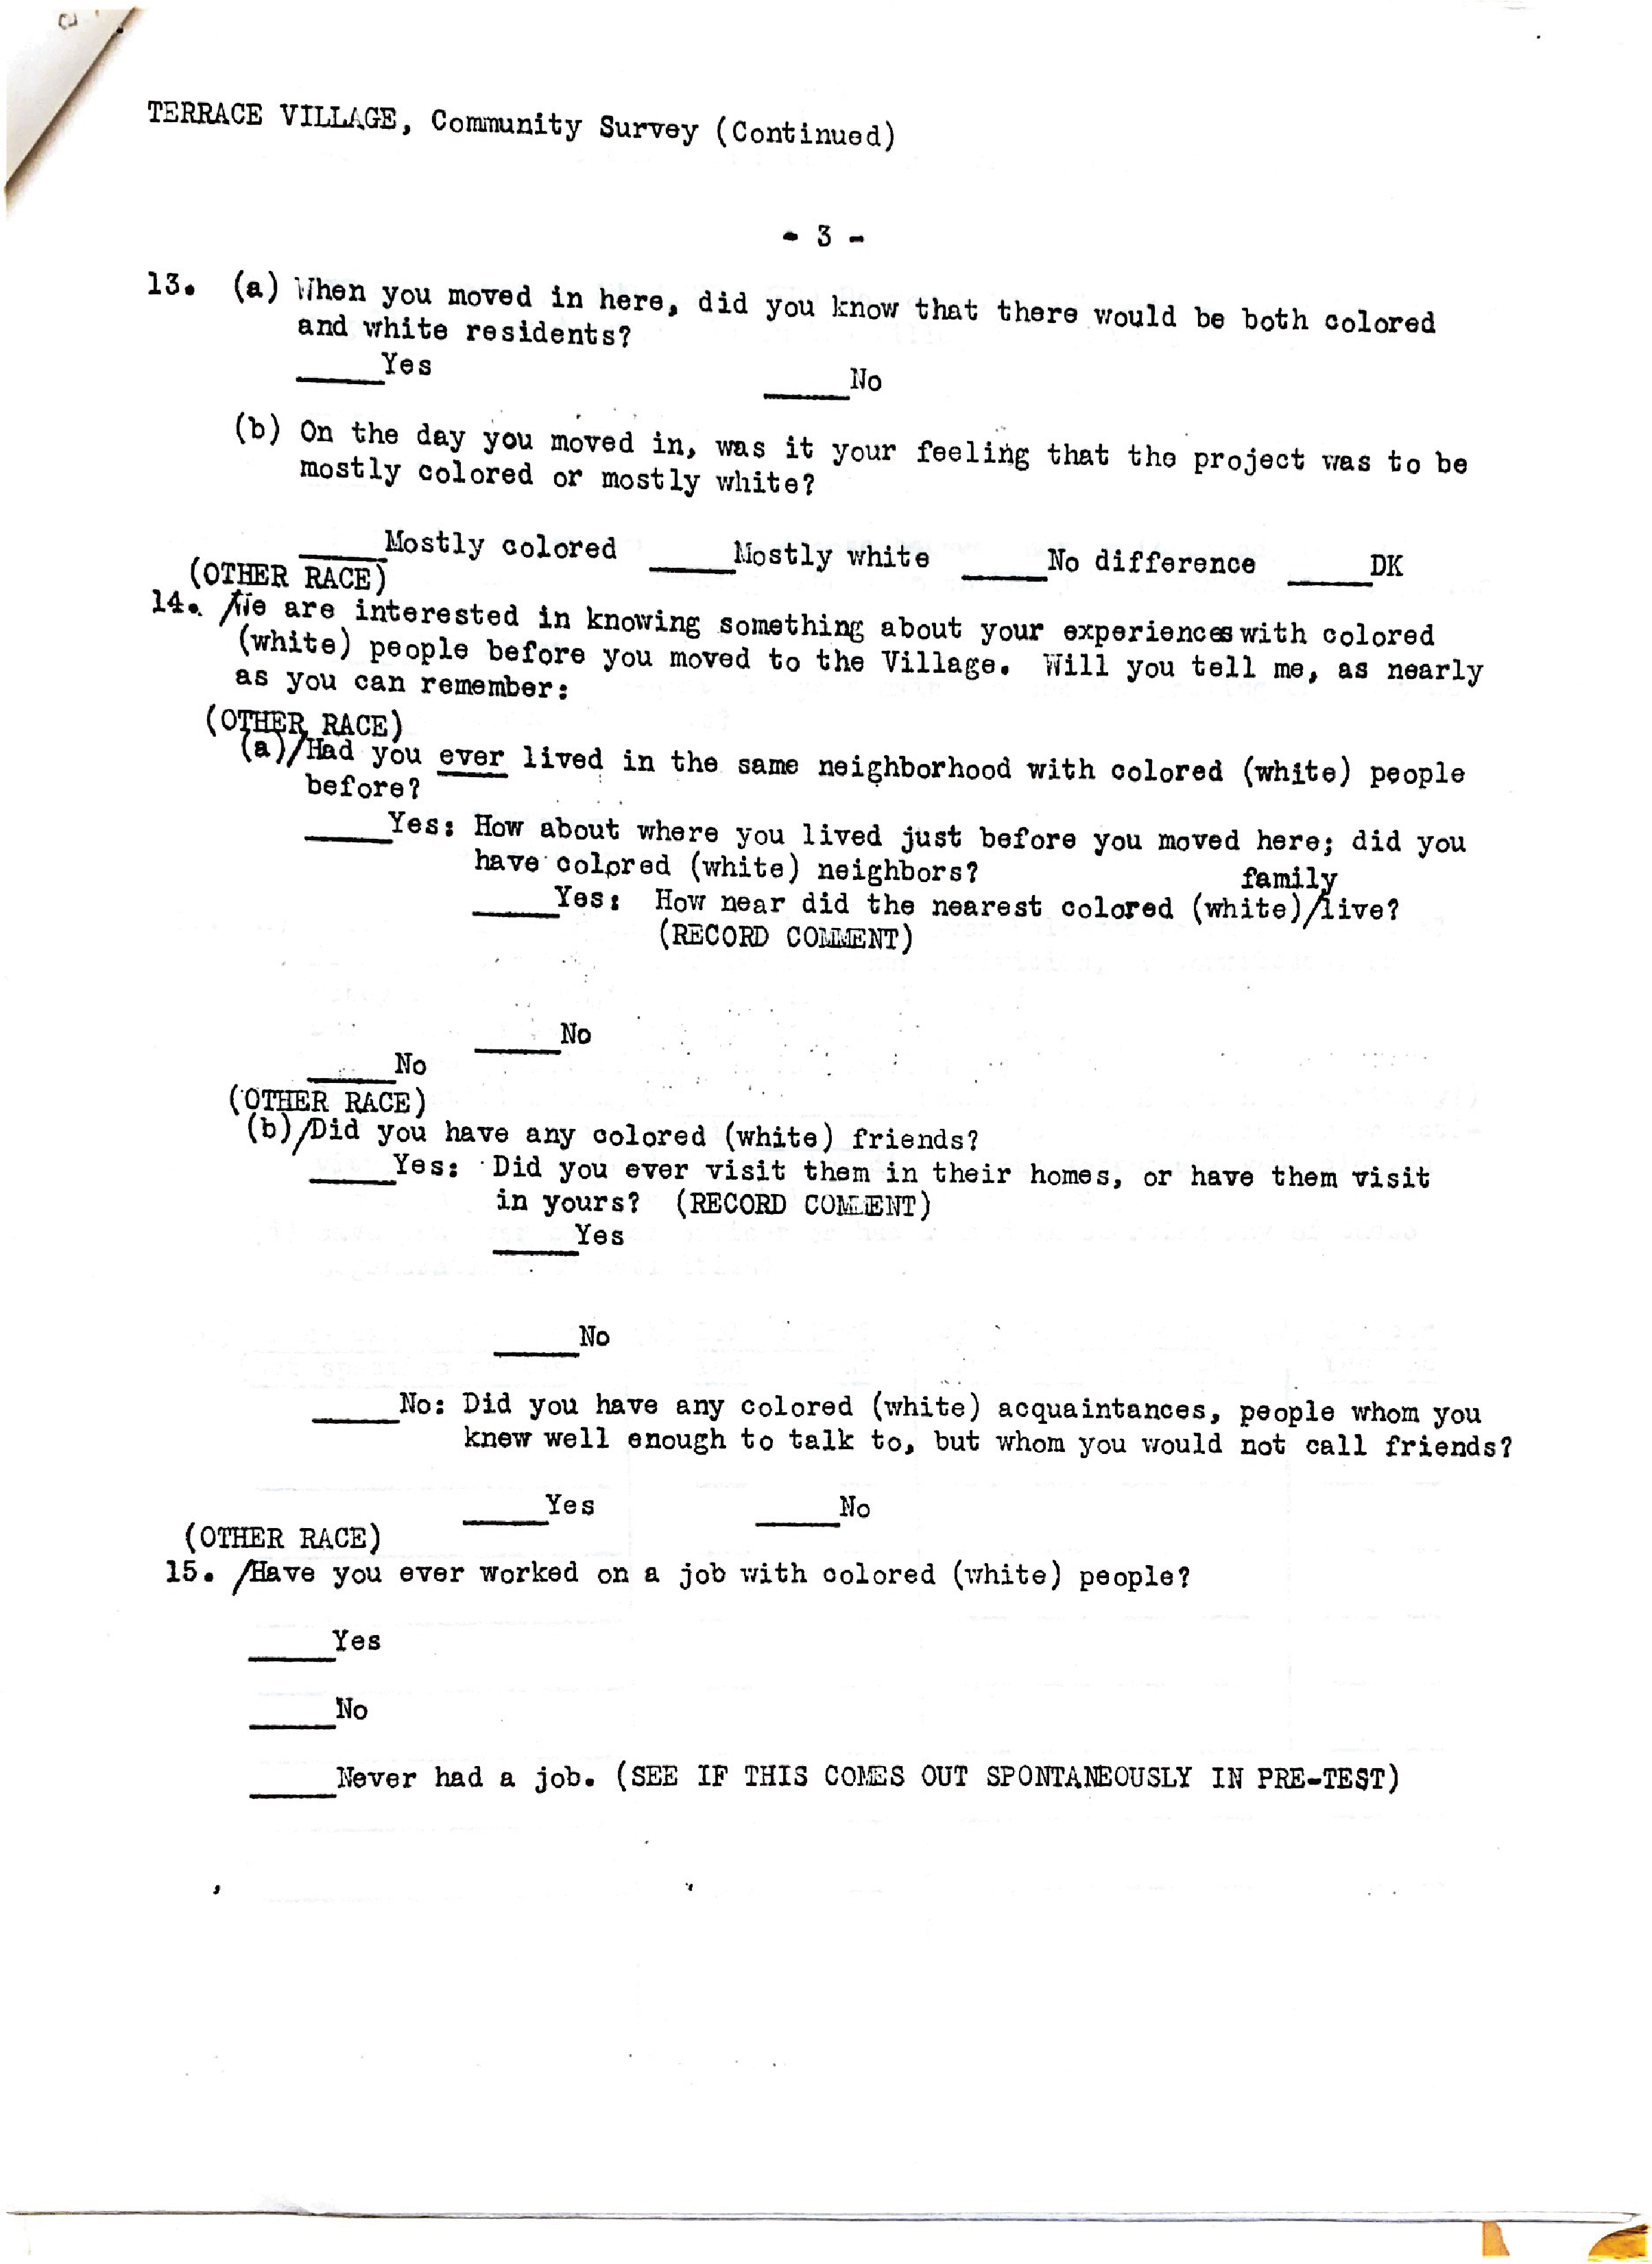 TERRACE VILLAGE, Community Survey (Continued)
- 3 -
13. (a) When you moved in here, did you know that there would be both colored
and white residents?
_____Yes _____No
(b) On the day you moved in, was it your feeling that the project was to be
mostly colored or mostly white?
_____Mostly colored _____Mostly white _____No difference _____DK
(OTHER RACE)
14. /We are interested in knowing something about your experiences with colored
(white) people before you moved to the Village. Will you tell me, as nearly
as you can remember:
(OTHER RACE)
(a)/Had you ever lived in the same neighborhood with colored (white) people
before?
_____Yes: How about where you lived just before you moved here; did you
have colored (white) neighbors?
family
_____Yes: How near did the nearest colored (white)/live?
(RECORD COMMENT)
_____No
_____No
(OTHER RACE)
(b)/Did you have any colored (white) friends?
_____Yes: Did you ever visit them in their homes, or have them visit
in yours? (RECORD COMMENT)
_____Yes
_____No
_____No: Did you have any colored (white) acquaintances, people whom you
knew well enough to talk to, but whom you would not call friends?
_____Yes _____No
(OTHER RACE)
15. /Have you ever worked on a job with colored (white) people?
_____Yes
_____No
_____Never had a job. (SEE IF THIS COMES OUT SPONTANEOUSLY IN PRE-TEST)